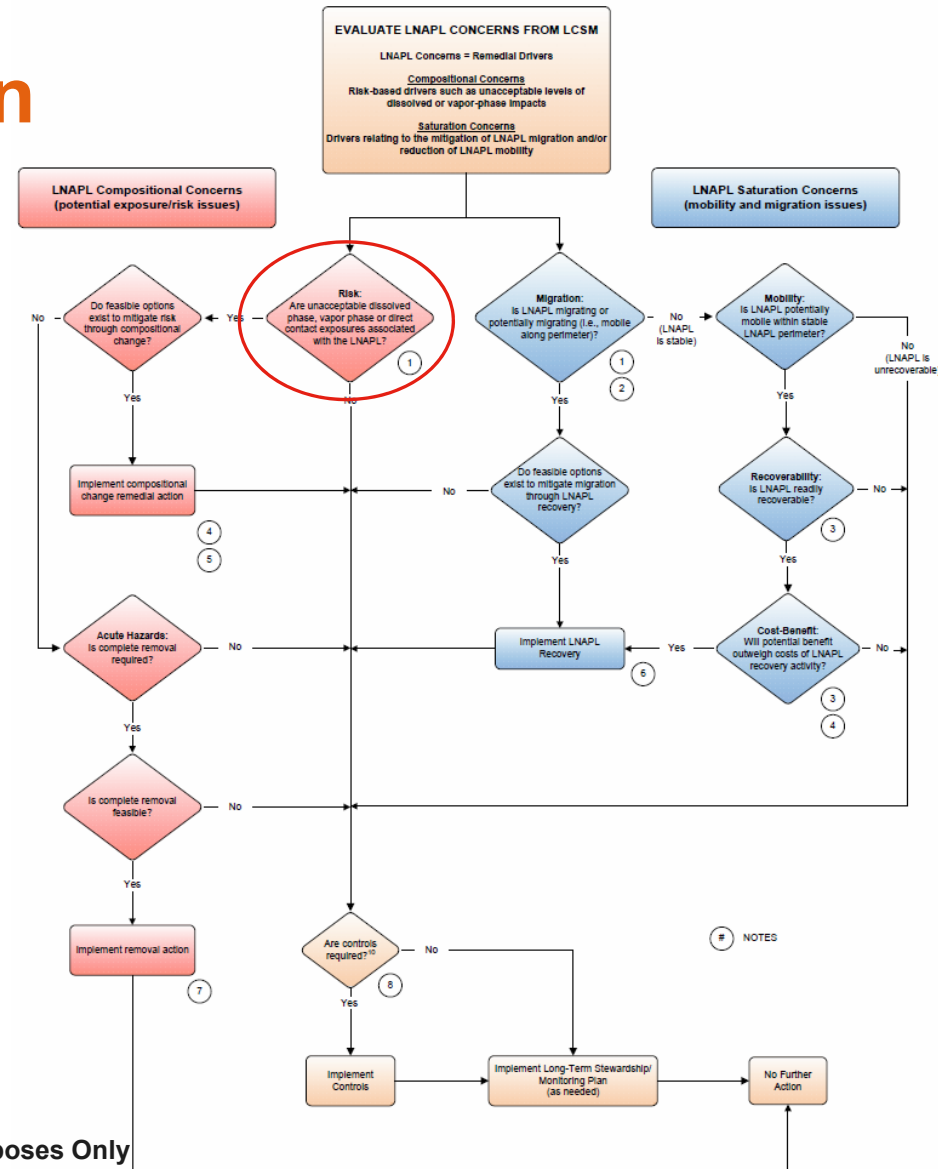 n
EVALUATE LNAPL CONCERNS FROM LCSM
LNAPL Concerns = Remedial Drivers
Compositional Concerns
Risk-based drivers such as unacceptable levels of
dissolved or vapor-phase impacts
Saturation Concerns
Drivers relating to the mitigation of LNAPL migration and/or
reduction of LNAPL mobility
LNAPL Compositional Concerns
(potential exposure/risk issues)
LNAPL Saturation Concerns
(mobility and migration issues)
Do feasible options
exist to mitigate risk
through compositional
change?
No
Yes
Risk:
Are unacceptable dissolved
phase, vapor phase or direct
contact exposures associated
with the LNAPL?
1
No
Migration:
Is LNAPL migrating or
potentially migrating (i.e., mobile
along perimeter)?
1
2
No
(LNAPL
is stable)
Mobility:
Is LNAPL potentially
mobile within stable
LNAPL perimeter?
No
(LNAPL is
unrecoverable
Yes
Yes
Yes
Implement compositional
change remedial action
4
5
Do feasible options
exist to mitigate migration
through LNAPL
recovery?
No
Recoverability:
Is LNAPL readily
recoverable?
No
3
Yes
Yes
Acute Hazards:
Is complete removal
required?
No
Implement LNAPL
Recovery
6
Yes
Cost-Benefit:
Will potential benefit
outweigh costs of LNAPL
recovery activity?
No
3
4
Yes
Is complete removal
feasible?
No
Yes
Implement removal action
7
Are controls
required?¹⁰
No
8
# NOTES
Yes
Implement
Controls
Implement Long-Term Stewardship/
Monitoring Plan
(as needed)
No Further
Action
poses Only